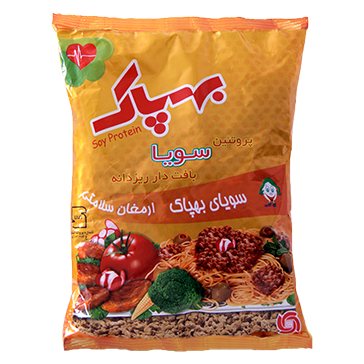 بهپاک
Soy Protein
پروتئین
سویا
بافت دار ریزدانه
سویای بهپاک ارمغان سلامتی